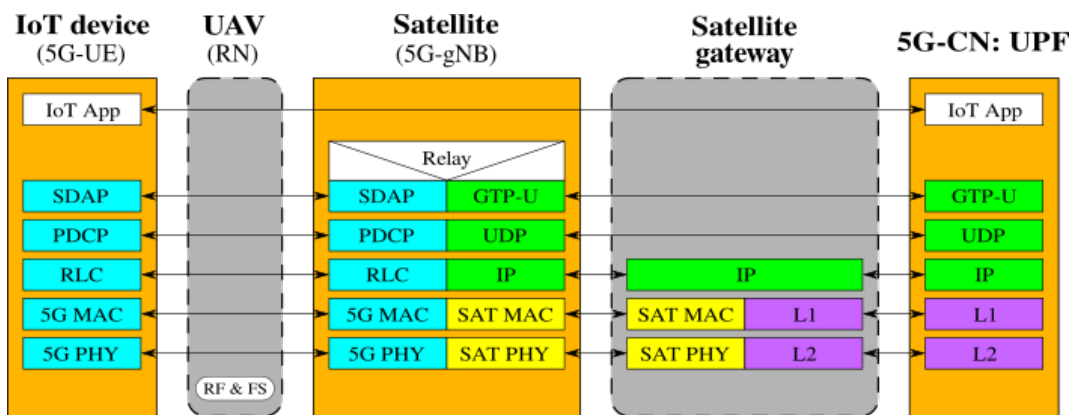 IoT device
(5G-UE)
UAV
(RN)
Satellite
(5G-gNB)
Satellite
gateway
5G-CN: UPF
IoT App
IoT App
Relay
SDAP
SDAP
GTP-U
GTP-U
PDCP
PDCP
UDP
UDP
RLC
RLC
IP
IP
IP
5G MAC
5G MAC
SAT MAC
SAT MAC
L1
L1
5G PHY
5G PHY
SAT PHY
SAT PHY
L2
L2
RF & FS